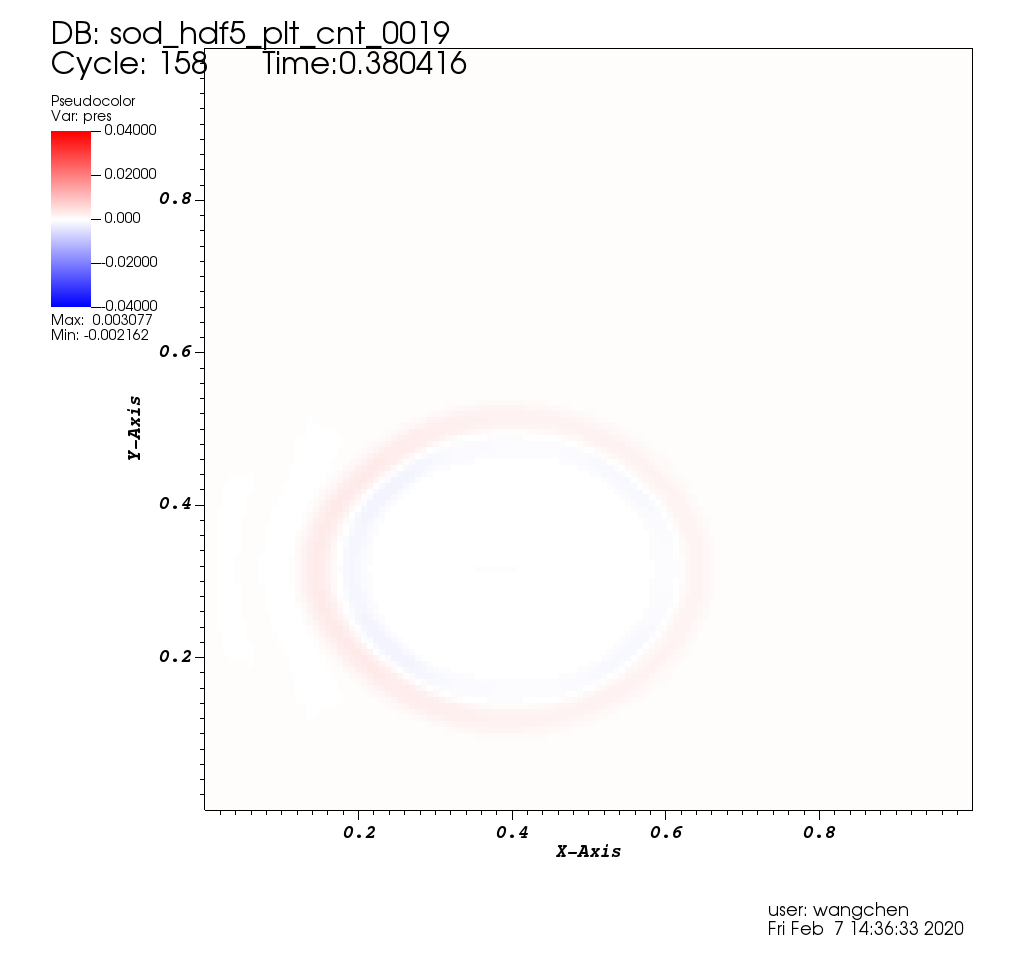 DB: sod_hdf5_plt_cnt_0019
Cycle: 158 Time:0.380416
Pseudocolor
Var: pres
0.04000
0.02000
0.000
-0.02000
-0.04000
Max: 0.003077
Min: -0.002162
0.8
0.6
0.4
0.2
Y-Axis
0.2 0.4 0.6 0.8
X-Axis
user: wangchen
Fri Feb 7 14:36:33 2020